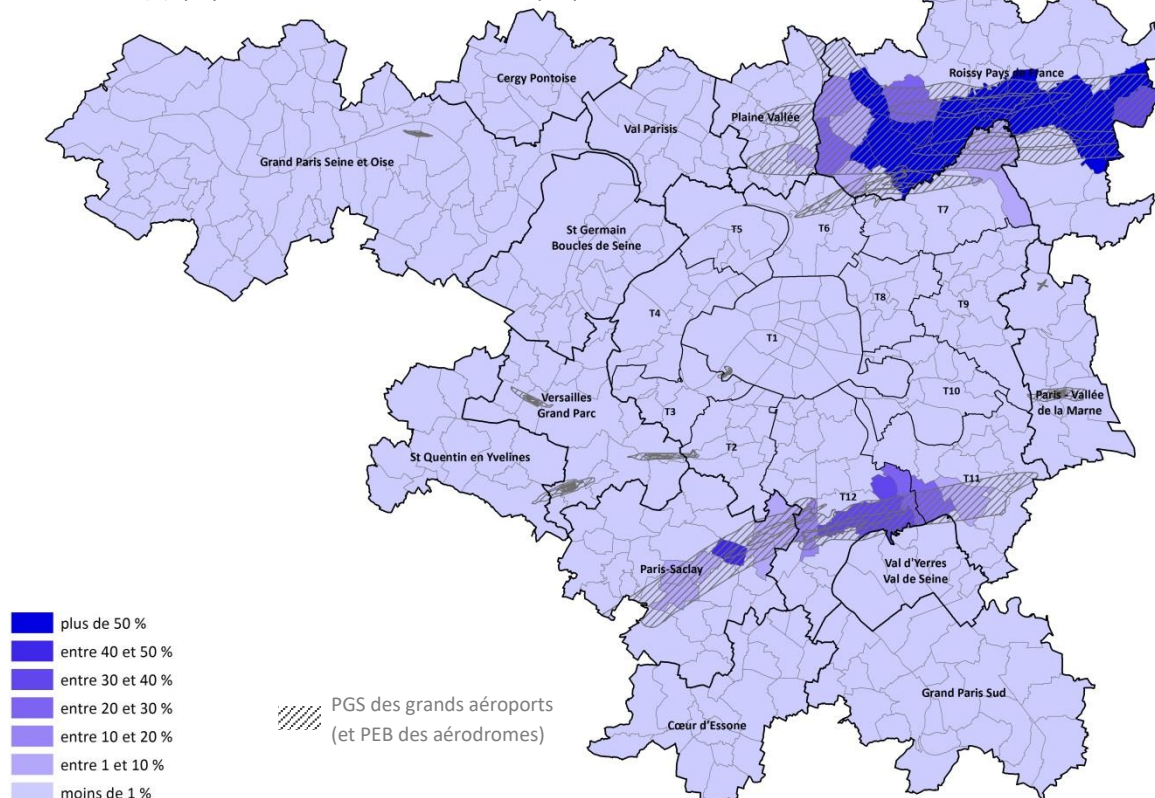 Cergy Pontoise
Roissy Pays de France
Plaine Vallée
Val Parisis
Grand Paris Seine et Oise
St Germain
Boucles de Seine
T5
T6
T7
T4
T8
T9
T1
Versailles
Grand Parc
T3
T10
Paris - Vallée
de la Marne
T2
St Quentin en Yvelines
T11
T12
Paris-Saclay
Val d'Yerres
Val de Seine
Grand Paris Sud
Cœur d'Essone
plus de 50 %
entre 40 et 50 %
entre 30 et 40 %
entre 20 et 30 %
entre 10 et 20 %
entre 1 et 10 %
moins de 1 %
PGS des grands aéroports
(et PEB des aérodromes)